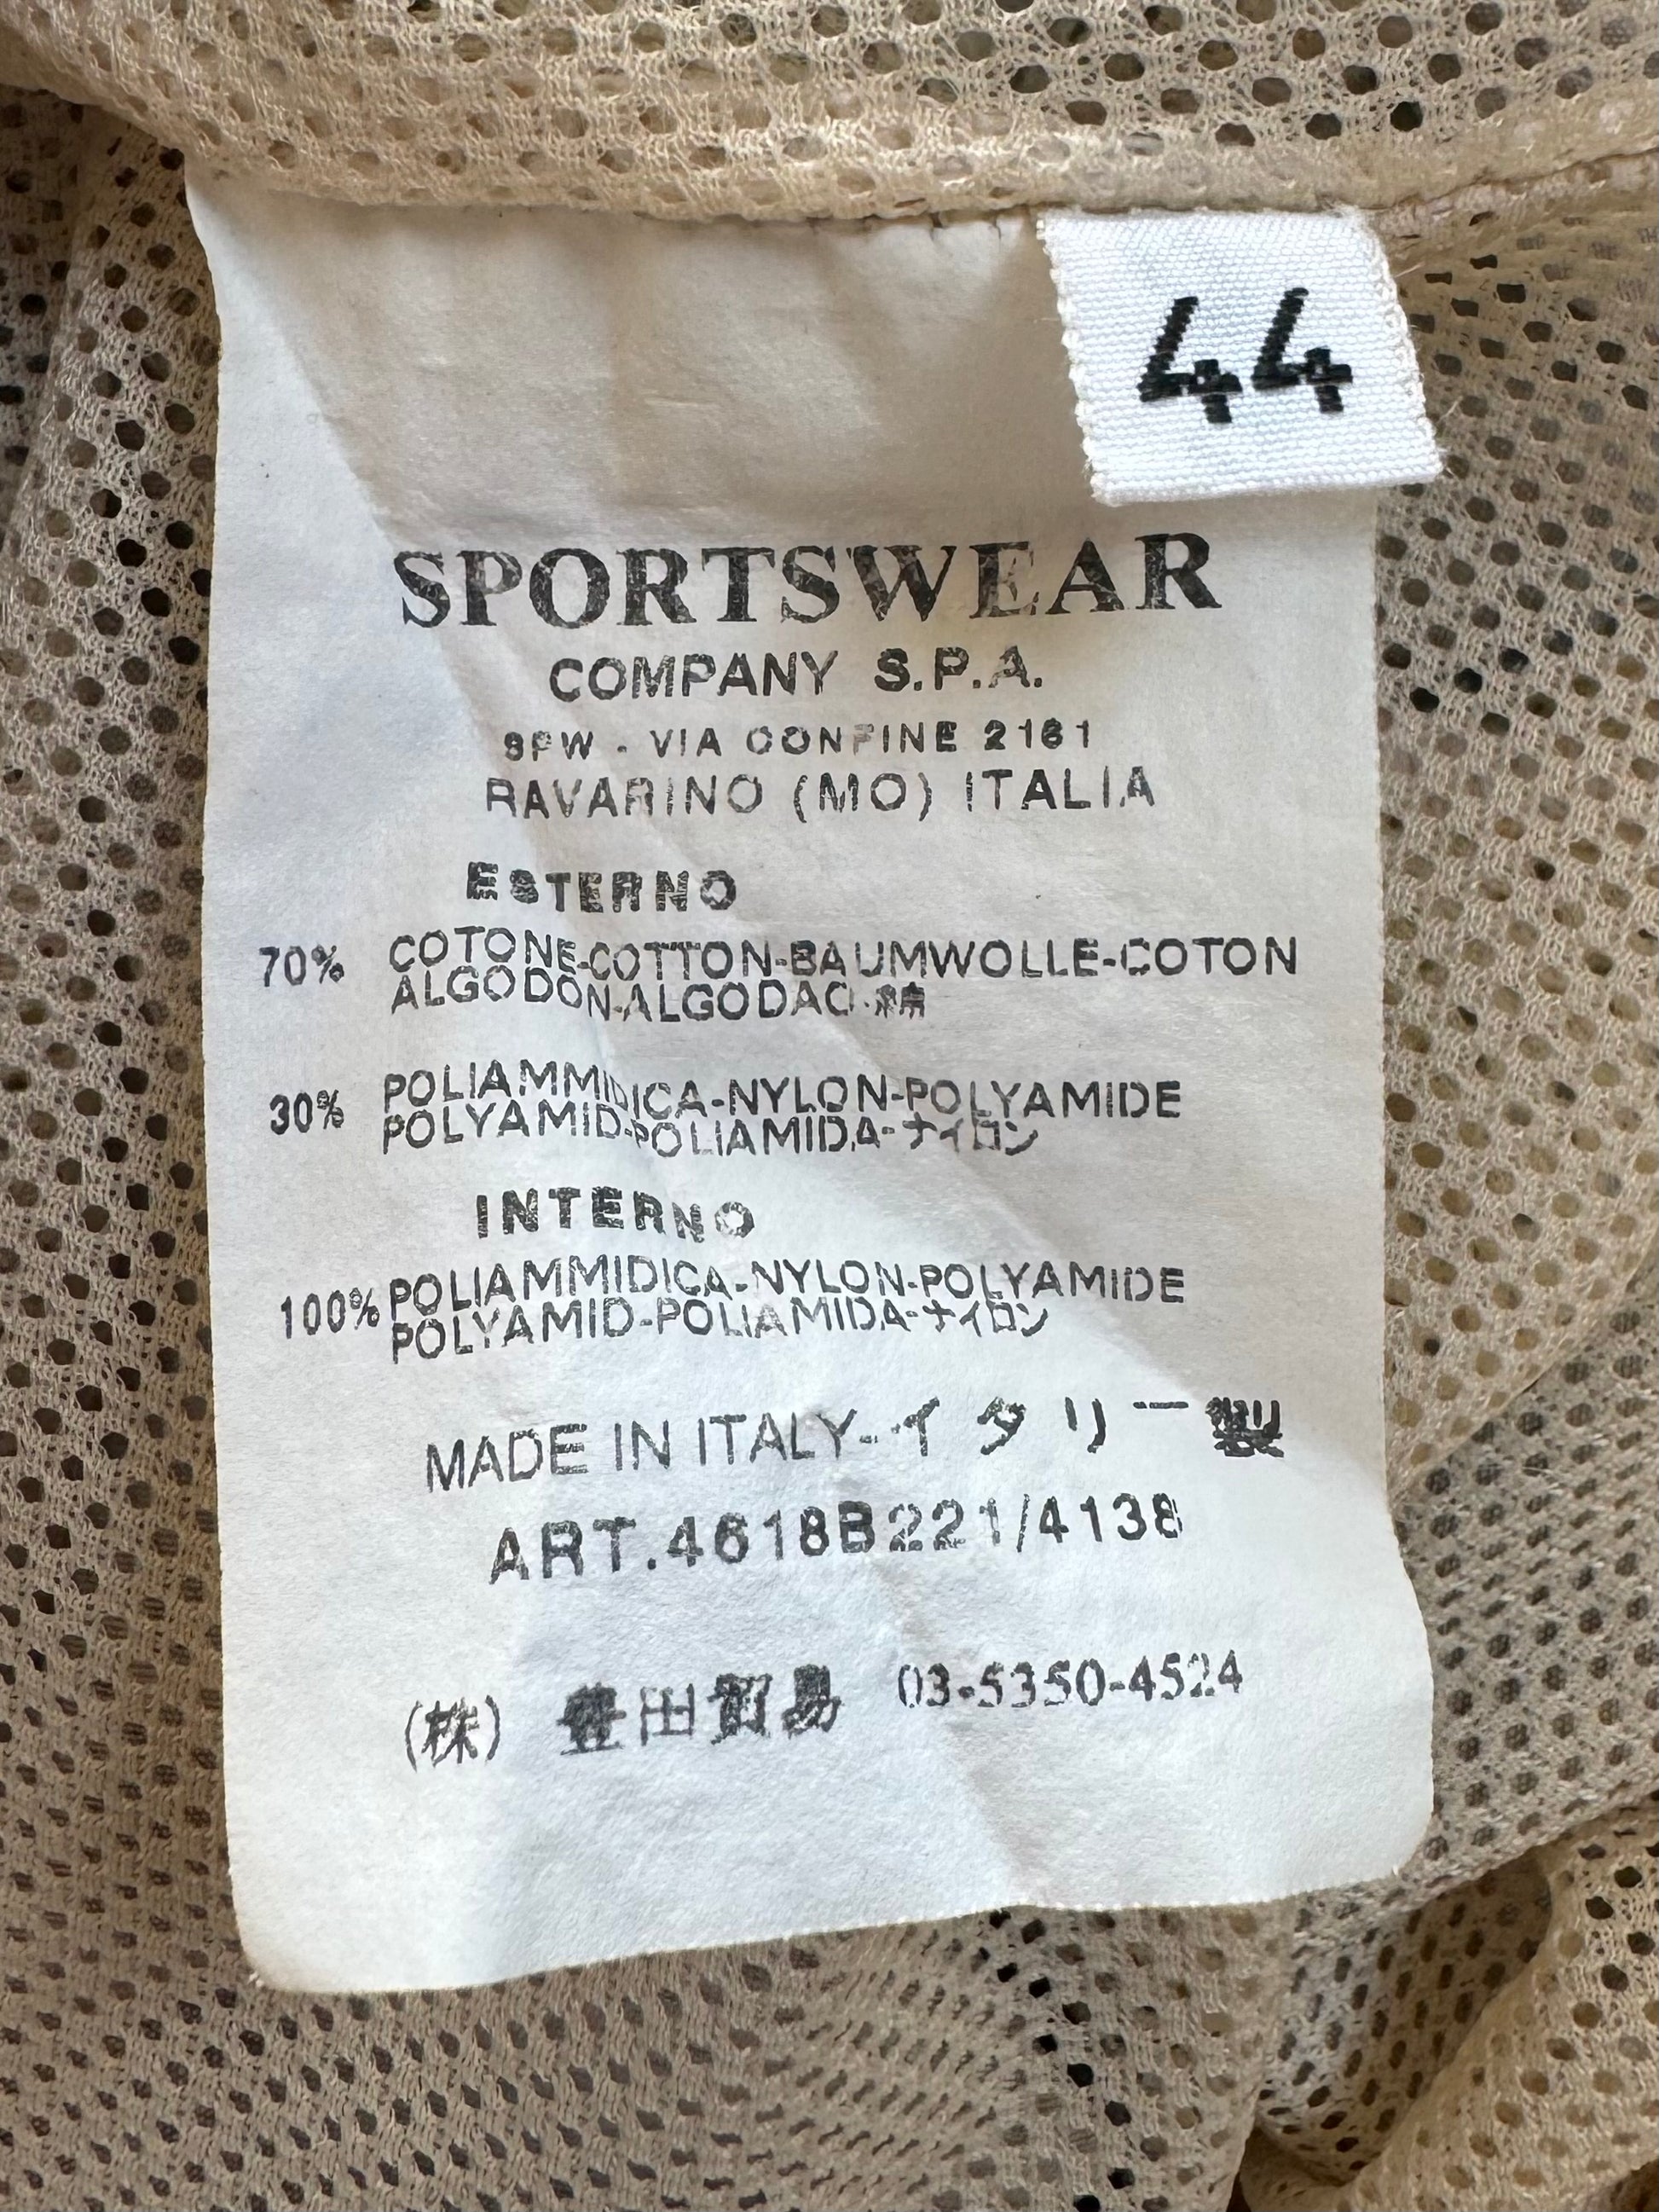 44
SPORTSWEAR
COMPANY S.P.A.
SPW - VIA CONFINE 2161
RAVARINO (MO) ITALIA
ESTERNO
70% COTONE-COTTON-BAUMWOLLE-COTON
ALGODON-ALGODAO-綿
30% POLIAMMIDICA-NYLON-POLYAMIDE
POLYAMID-POLIAMIDA-ナイロン
INTERNO
100% POLIAMMIDICA-NYLON-POLYAMIDE
POLYAMID-POLIAMIDA-ナイロン
MADE IN ITALY-イタリー製
ART.4618B221/4138
(株) 豊田貿易 03-5350-4524